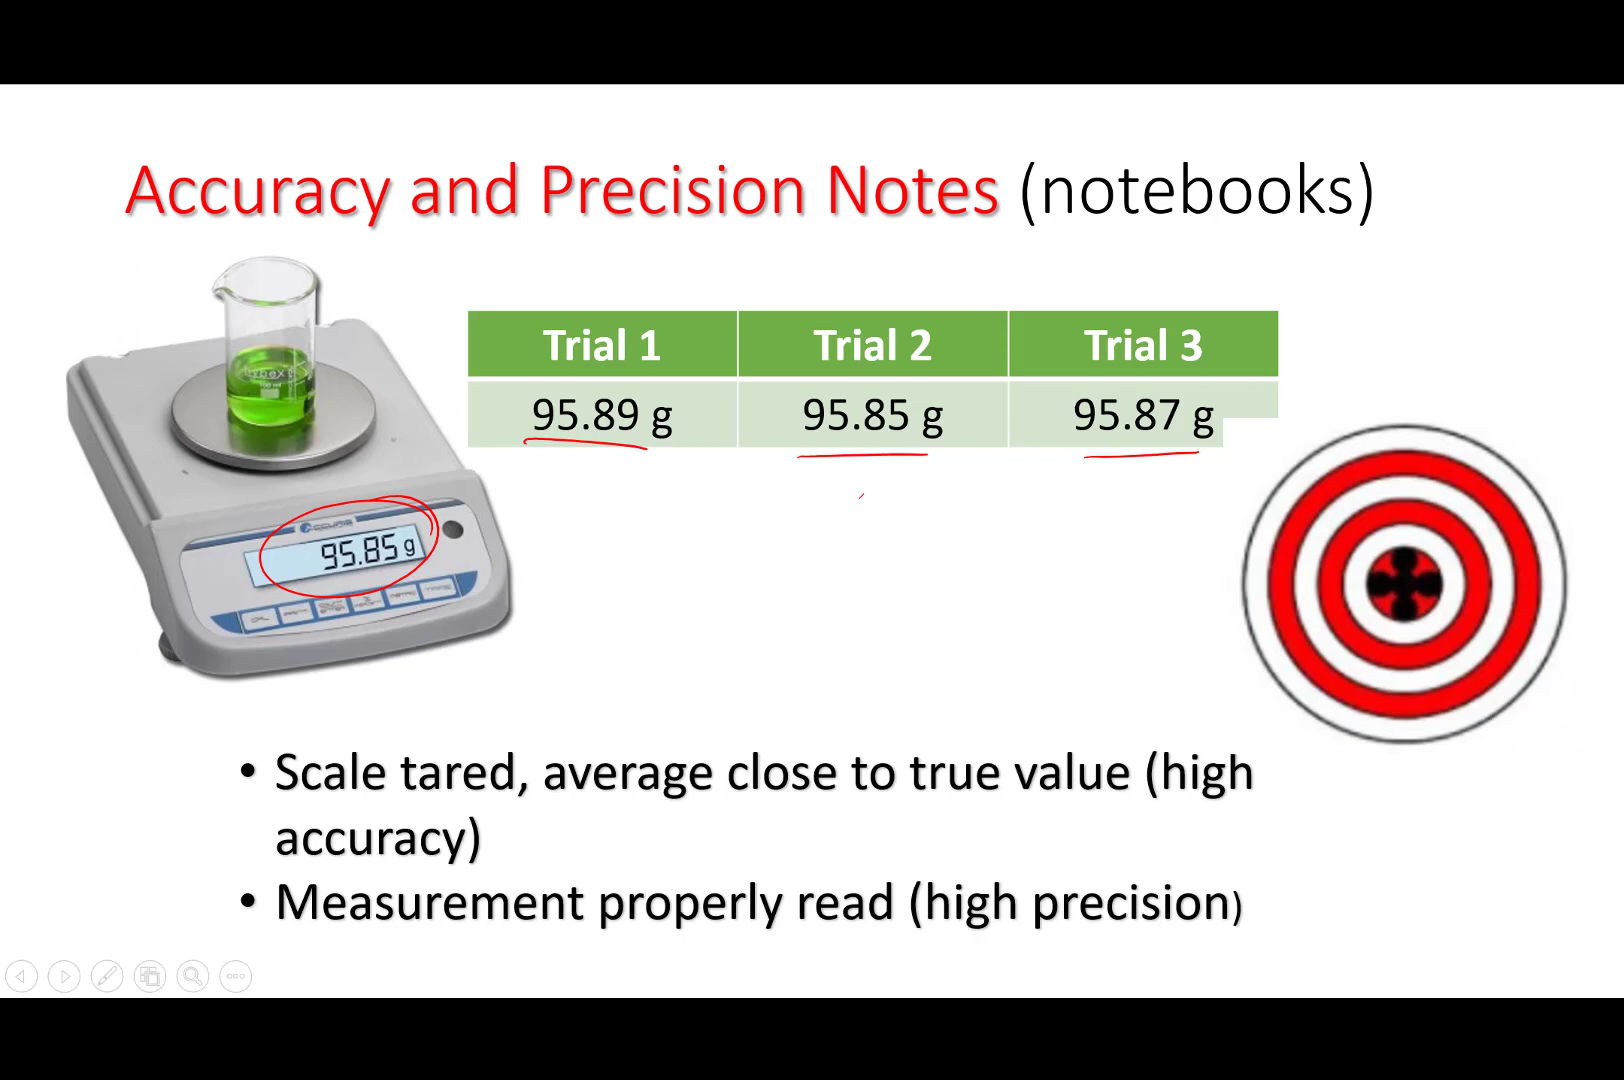 Accuracy and Precision Notes (notebooks)
Trial 1 Trial 2 Trial 3
95.89 g 95.85 g 95.87 g
95.85 g
• Scale tared, average close to true value (high
accuracy)
• Measurement properly read (high precision)